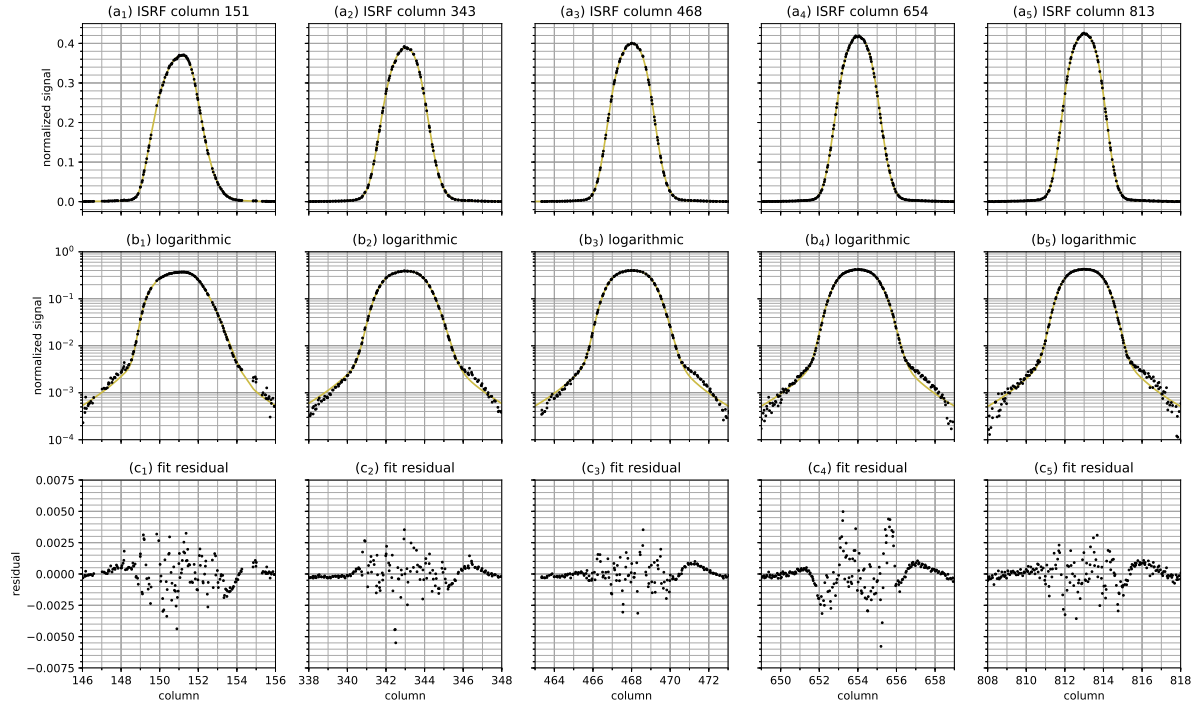 (a₁) ISRF column 151
(a₂) ISRF column 343
(a₃) ISRF column 468
(a₄) ISRF column 654
(a₅) ISRF column 813
normalized signal
0.4
0.3
0.2
0.1
0.0
(b₁) logarithmic
(b₂) logarithmic
(b₃) logarithmic
(b₄) logarithmic
(b₅) logarithmic
normalized signal
10⁰
10⁻¹
10⁻²
10⁻³
10⁻⁴
(c₁) fit residual
(c₂) fit residual
(c₃) fit residual
(c₄) fit residual
(c₅) fit residual
residual
0.0075
0.0050
0.0025
0.0000
−0.0025
−0.0050
−0.0075
146 148 150 152 154 156
338 340 342 344 346 348
464 466 468 470 472
650 652 654 656 658
808 810 812 814 816 818
column
column
column
column
column